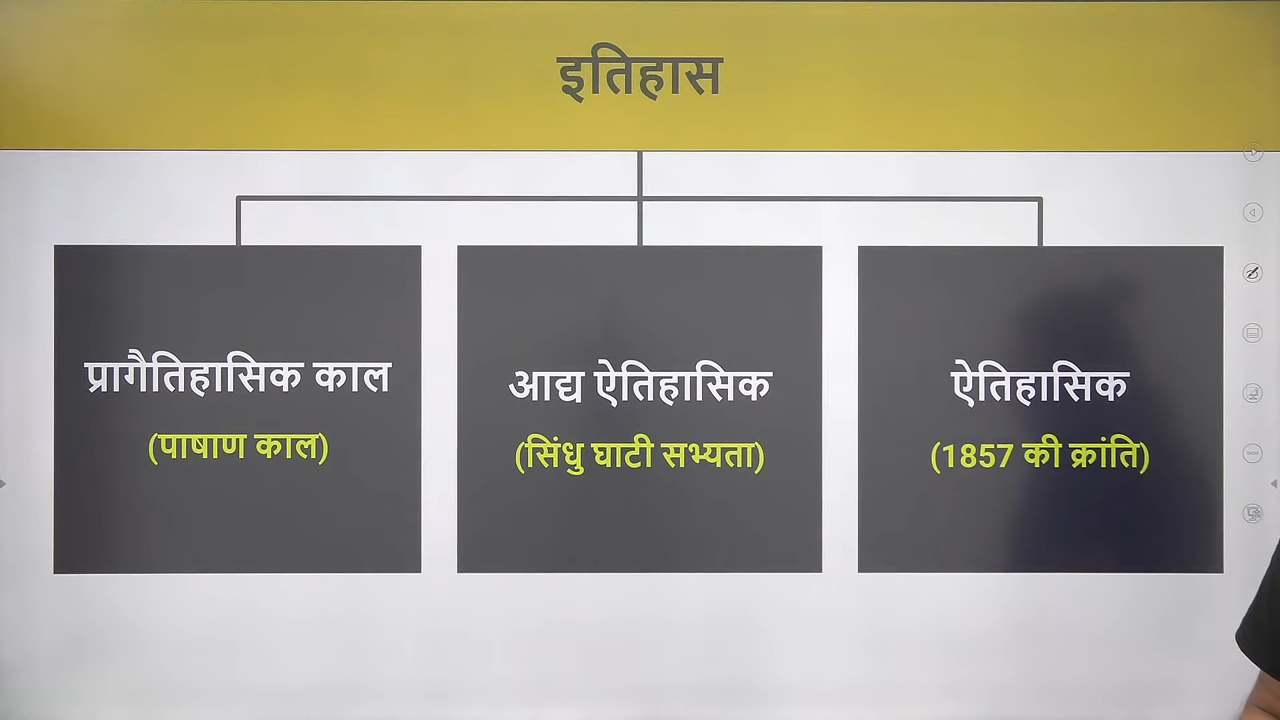 इतिहास
प्रागैतिहासिक काल
(पाषाण काल)
आद्य ऐतिहासिक
(सिंधु घाटी सभ्यता)
ऐतिहासिक
(1857 की क्रांति)